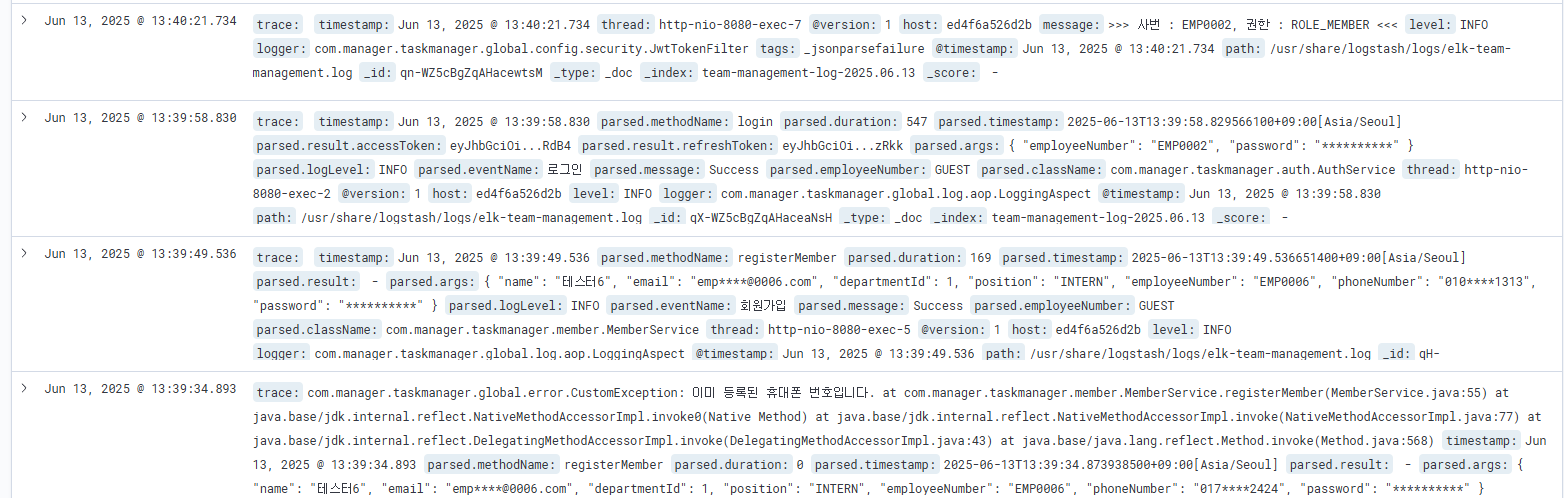 Jun 13, 2025 @ 13:40:21.734 trace: timestamp: Jun 13, 2025 @ 13:40:21.734 thread: http-nio-8080-exec-7 @version: 1 host: ed4f6a526d2b message: >>> 사번 : EMP0002, 권한 : ROLE_MEMBER <<< level: INFO
logger: com.manager.taskmanager.global.config.security.JwtTokenFilter tags: _jsonparsefailure @timestamp: Jun 13, 2025 @ 13:40:21.734 path: /usr/share/logstash/logs/elk-team-
management.log _id: qn-WZ5cBgZqAHacewtsM _type: _doc _index: team-management-log-2025.06.13 _score: -
Jun 13, 2025 @ 13:39:58.830 trace: timestamp: Jun 13, 2025 @ 13:39:58.830 parsed.methodName: login parsed.duration: 547 parsed.timestamp: 2025-06-13T13:39:58.829566100+09:00[Asia/Seoul]
parsed.result.accessToken: eyJhbGciOi...RdB4 parsed.result.refreshToken: eyJhbGciOi...zRkk parsed.args: { "employeeNumber": "EMP0002", "password": "**********" }
parsed.logLevel: INFO parsed.eventName: 로그인 parsed.message: Success parsed.employeeNumber: GUEST parsed.className: com.manager.taskmanager.auth.AuthService thread: http-nio-
8080-exec-2 @version: 1 host: ed4f6a526d2b level: INFO logger: com.manager.taskmanager.global.log.aop.LoggingAspect @timestamp: Jun 13, 2025 @ 13:39:58.830
path: /usr/share/logstash/logs/elk-team-management.log _id: qX-WZ5cBgZqAHaceaNsH _type: _doc _index: team-management-log-2025.06.13 _score: -
Jun 13, 2025 @ 13:39:49.536 trace: timestamp: Jun 13, 2025 @ 13:39:49.536 parsed.methodName: registerMember parsed.duration: 169 parsed.timestamp: 2025-06-13T13:39:49.536651400+09:00[Asia/Seoul]
parsed.result: - parsed.args: { "name": "테스터6", "email": "emp****@0006.com", "departmentId": 1, "position": "INTERN", "employeeNumber": "EMP0006", "phoneNumber": "010****1313",
"password": "**********" } parsed.logLevel: INFO parsed.eventName: 회원가입 parsed.message: Success parsed.employeeNumber: GUEST
parsed.className: com.manager.taskmanager.member.MemberService thread: http-nio-8080-exec-5 @version: 1 host: ed4f6a526d2b level: INFO
logger: com.manager.taskmanager.global.log.aop.LoggingAspect @timestamp: Jun 13, 2025 @ 13:39:49.536 path: /usr/share/logstash/logs/elk-team-management.log _id: qH-
Jun 13, 2025 @ 13:39:34.893 trace: com.manager.taskmanager.global.error.CustomException: 이미 등록된 휴대폰 번호입니다. at com.manager.taskmanager.member.MemberService.registerMember(MemberService.java:55) at
java.base/jdk.internal.reflect.NativeMethodAccessorImpl.invoke0(Native Method) at java.base/jdk.internal.reflect.NativeMethodAccessorImpl.invoke(NativeMethodAccessorImpl.java:77) at
java.base/jdk.internal.reflect.DelegatingMethodAccessorImpl.invoke(DelegatingMethodAccessorImpl.java:43) at java.base/java.lang.reflect.Method.invoke(Method.java:568) timestamp: Jun
13, 2025 @ 13:39:34.893 parsed.methodName: registerMember parsed.duration: 0 parsed.timestamp: 2025-06-13T13:39:34.873938500+09:00[Asia/Seoul] parsed.result: - parsed.args: {
"name": "테스터6", "email": "emp****@0006.com", "departmentId": 1, "position": "INTERN", "employeeNumber": "EMP0006", "phoneNumber": "017****2424", "password": "**********" }